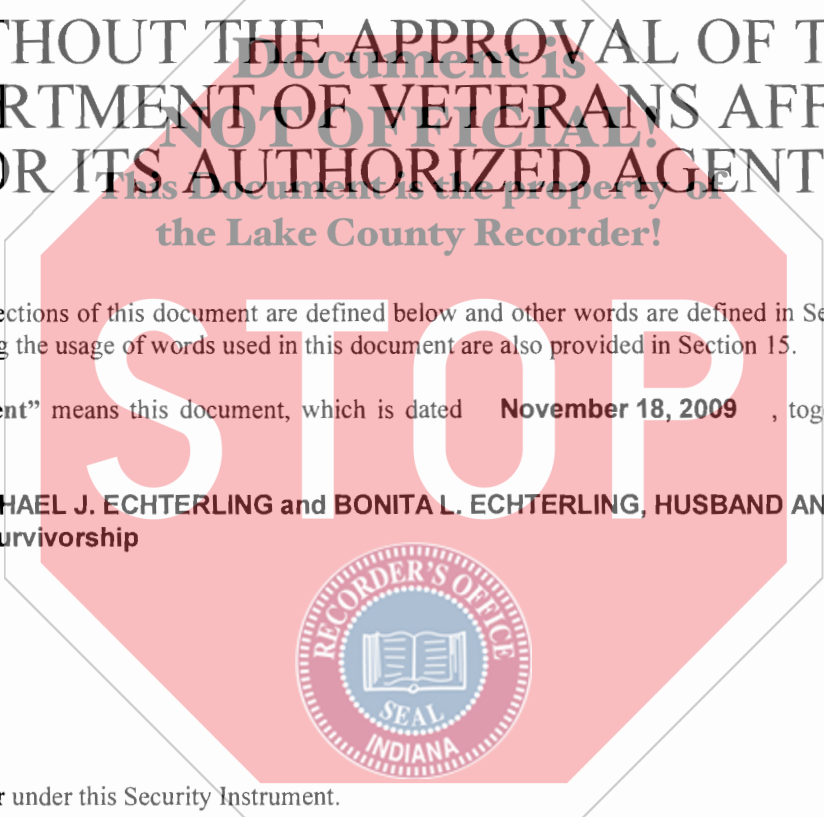 THOUT THE APPROVAL OF T
Document is
RTMENT OF VETERANS AFF
NOT OFFICIAL!
OR ITS AUTHORIZED AGENT
This Document is the property of
the Lake County Recorder!
ections of this document are defined below and other words are defined in Se
g the usage of words used in this document are also provided in Section 15.
ent” means this document, which is dated November 18, 2009 , tog
STOP
HAEL J. ECHTERLING and BONITA L. ECHTERLING, HUSBAND AN
urvivorship
RECORDER'S OFFICE
SEAL
INDIANA
r under this Security Instrument.